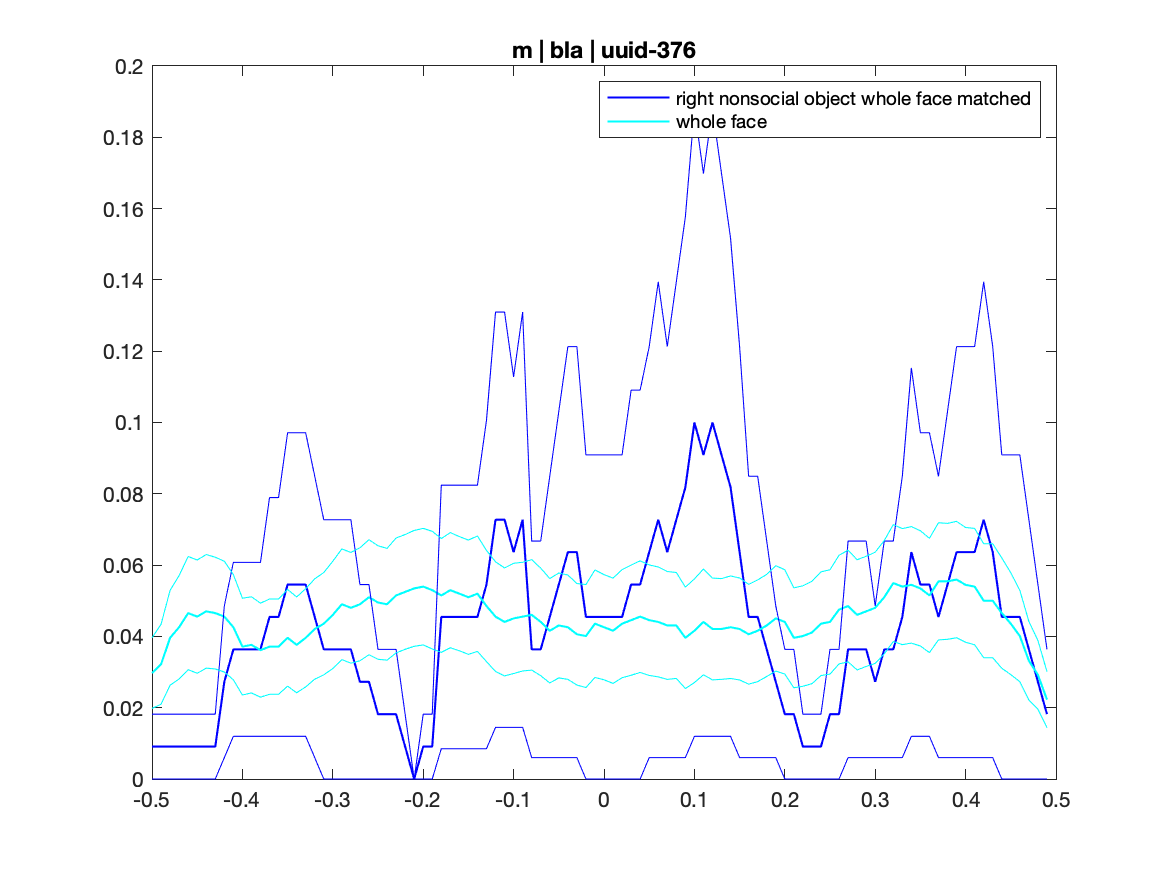 m | bla | uuid-376
right nonsocial object whole face matched
whole face
0.2
0.18
0.16
0.14
0.12
0.1
0.08
0.06
0.04
0.02
0
-0.5 -0.4 -0.3 -0.2 -0.1 0 0.1 0.2 0.3 0.4 0.5